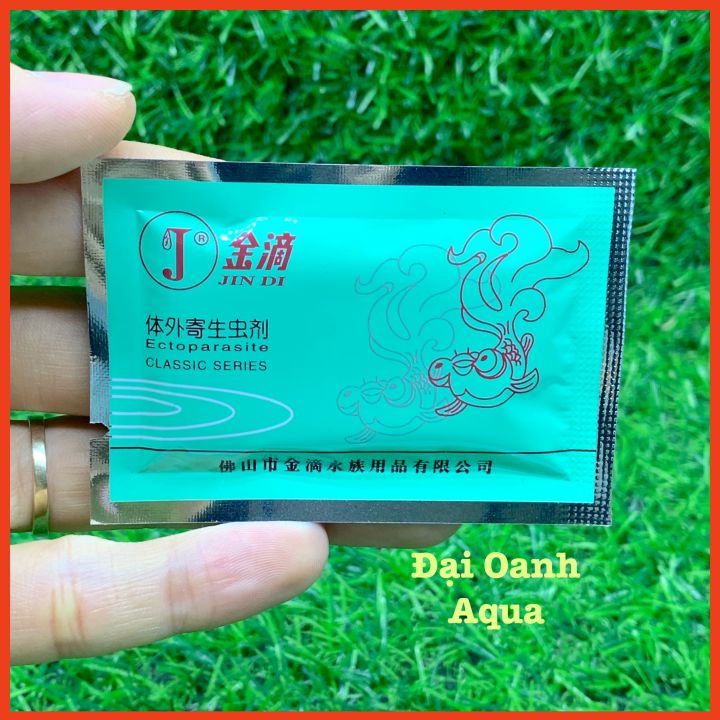 J ®
金滴
JIN DI
体外寄生虫剂
Ectoparasite
CLASSIC SERIES
佛山市金滴水族用品有限公司
Đại Oanh
Aqua